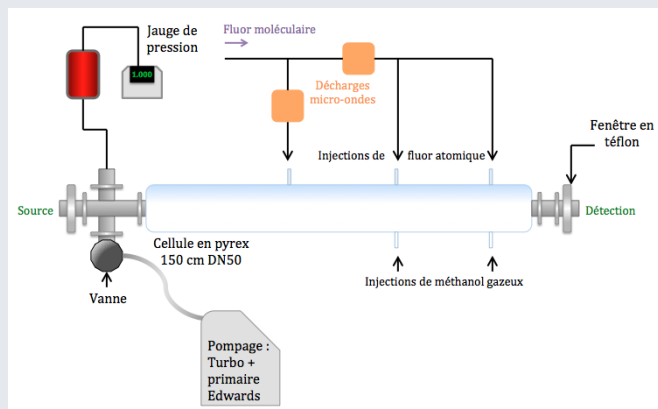 Jauge de
pression
1.000
Fluor moléculaire
Décharges
micro-ondes
Fenêtre en
téflon
Injections de fluor atomique
Source
Détection
Cellule en pyrex
150 cm DN50
Vanne
Injections de méthanol gazeux
Pompage :
Turbo +
primaire
Edwards